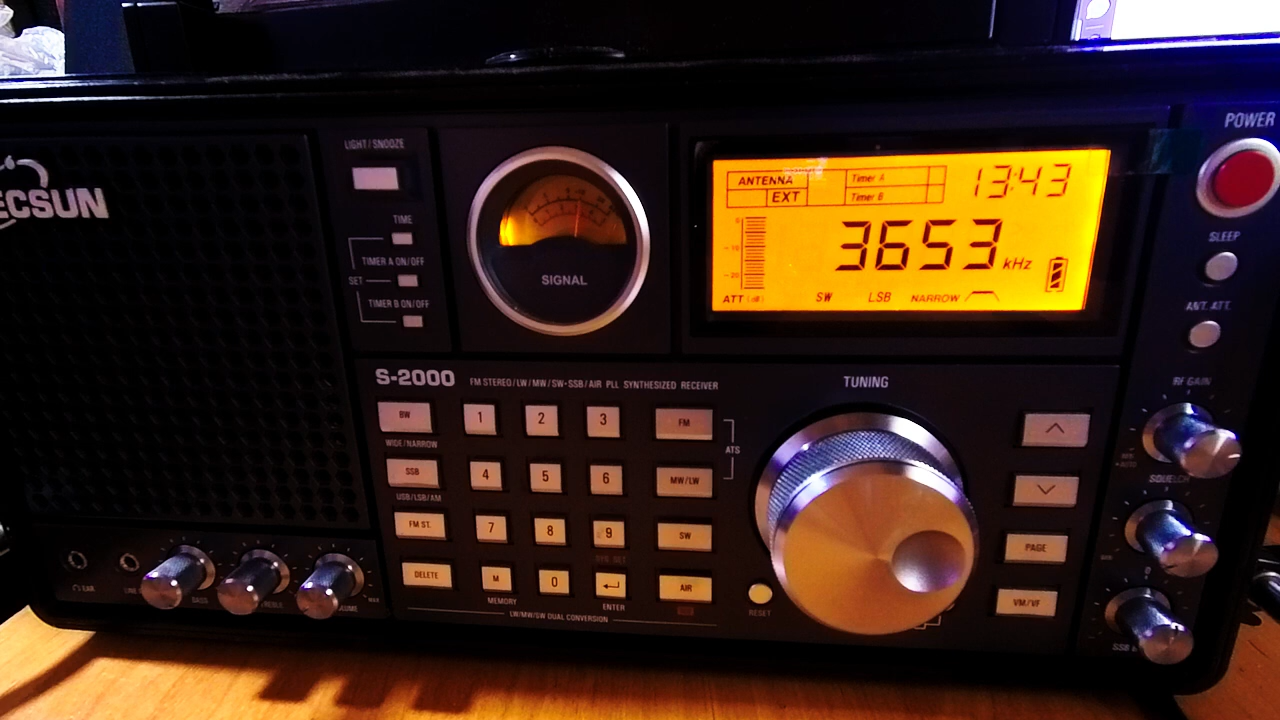 ECSUN
LIGHT/SNOOZE
TIME
TIMER A ON/OFF
SET
TIMER B ON/OFF
SIGNAL
ANTENNA
EXT
Timer A
Timer B
13:43
3653 kHz
ATT
SW
LSB
NARROW
POWER
SLEEP
ANT. ATT.
RF GAIN
SQUELCH
S-2000
FM STEREO/LW/MW/SW-SSB/AIR PLL SYNTHESIZED RECEIVER
TUNING
BW
1
2
3
FM
WIDE/NARROW
ATS
SSB
4
5
6
MW/LW
USB/LSB/AM
FM ST.
7
8
9
SW
DELETE
M
0
AIR
MEMORY
ENTER
LW/MW/SW DUAL CONVERSION
RESET
PAGE
VM/VF
BASS
SSB